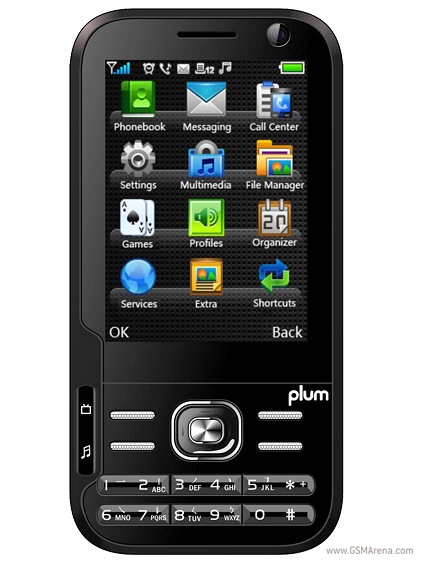 12
Phonebook Messaging Call Center
Settings Multimedia File Manager
A A
20
Games Profiles Organizer
Services Extra Shortcuts
OK Back
plum
1 2 ABC 3 DEF 4 GHI 5 JKL * +
6 MNO 7 PQRS 8 TUV 9 WXYZ 0 #
www.GSMArena.com